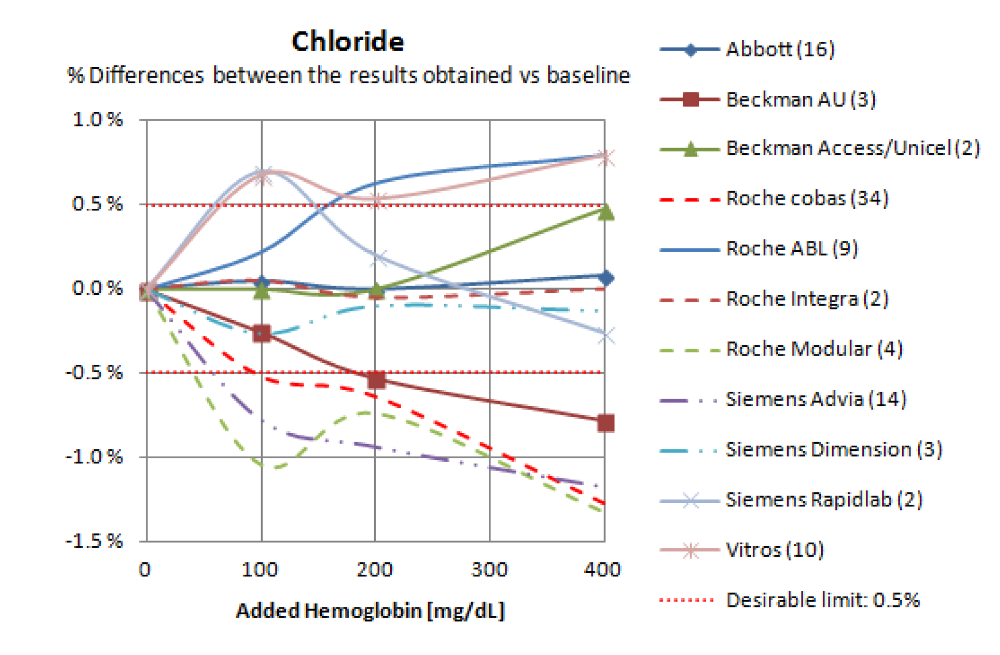 Chloride
% Differences between the results obtained vs baseline
1.0 %
0.5 %
0.0 %
-0.5 %
-1.0 %
-1.5 %
0 100 200 300 400
Added Hemoglobin [mg/dL]
Abbott (16)
Beckman AU (3)
Beckman Access/Unicel (2)
Roche cobas (34)
Roche ABL (9)
Roche Integra (2)
Roche Modular (4)
Siemens Advia (14)
Siemens Dimension (3)
Siemens Rapidlab (2)
Vitros (10)
Desirable limit: 0.5%